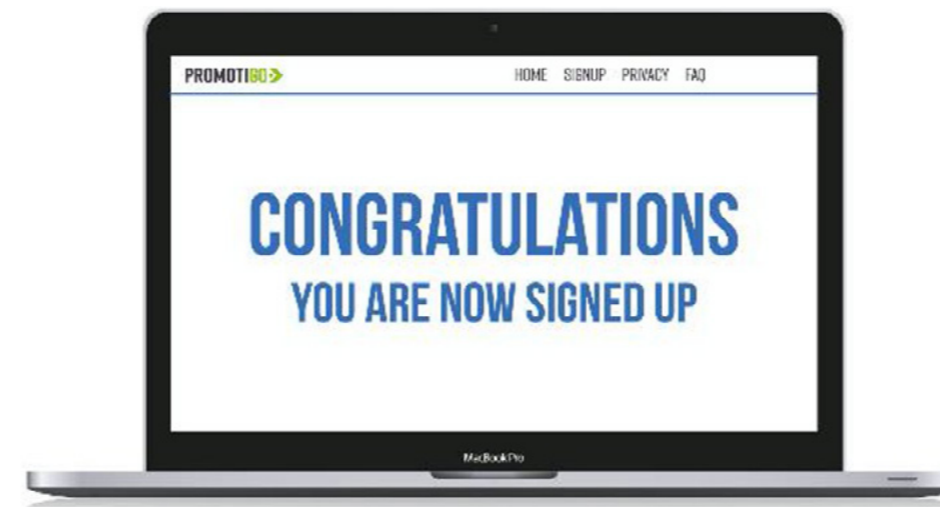 PROMOTIGO
HOME SIGNUP PRIVACY FAQ
CONGRATULATIONS
YOU ARE NOW SIGNED UP
MacBook Pro